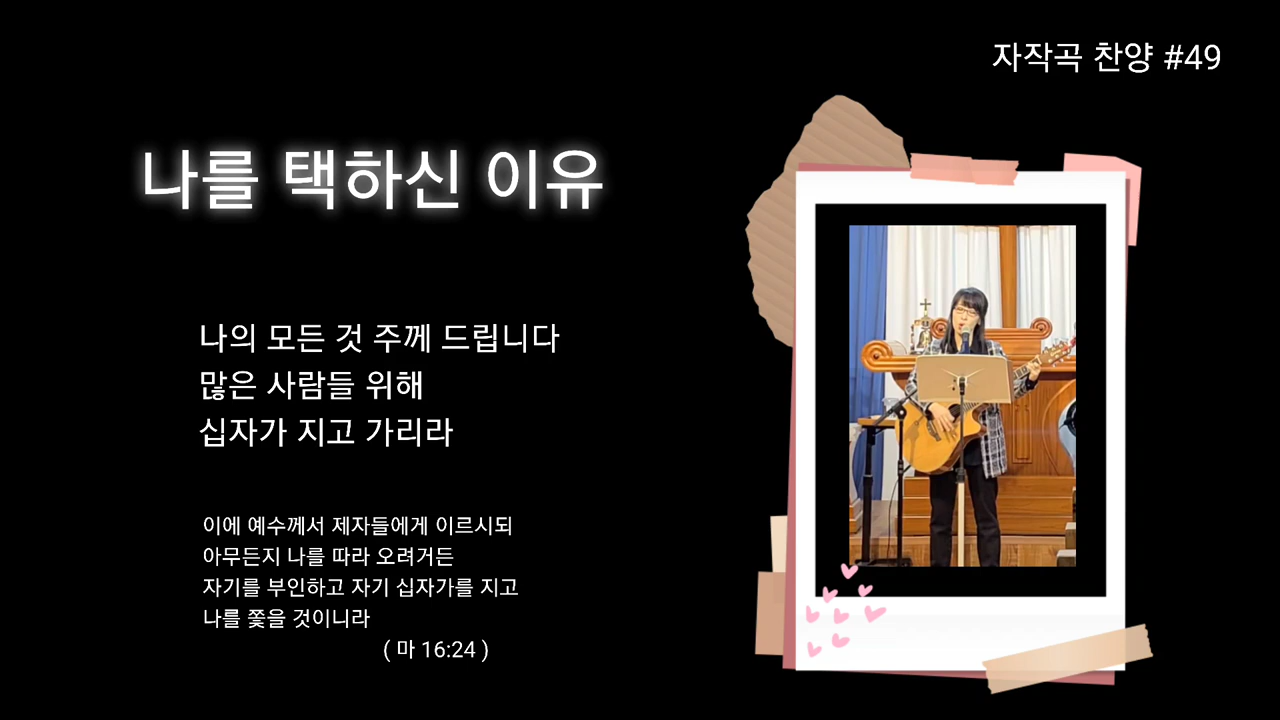 자작곡 찬양 #49
나를 택하신 이유
나의 모든 것 주께 드립니다
많은 사람들 위해
십자가 지고 가리라
이에 예수께서 제자들에게 이르시되
아무든지 나를 따라 오려거든
자기를 부인하고 자기 십자가를 지고
나를 쫓을 것이니라
( 마 16:24 )